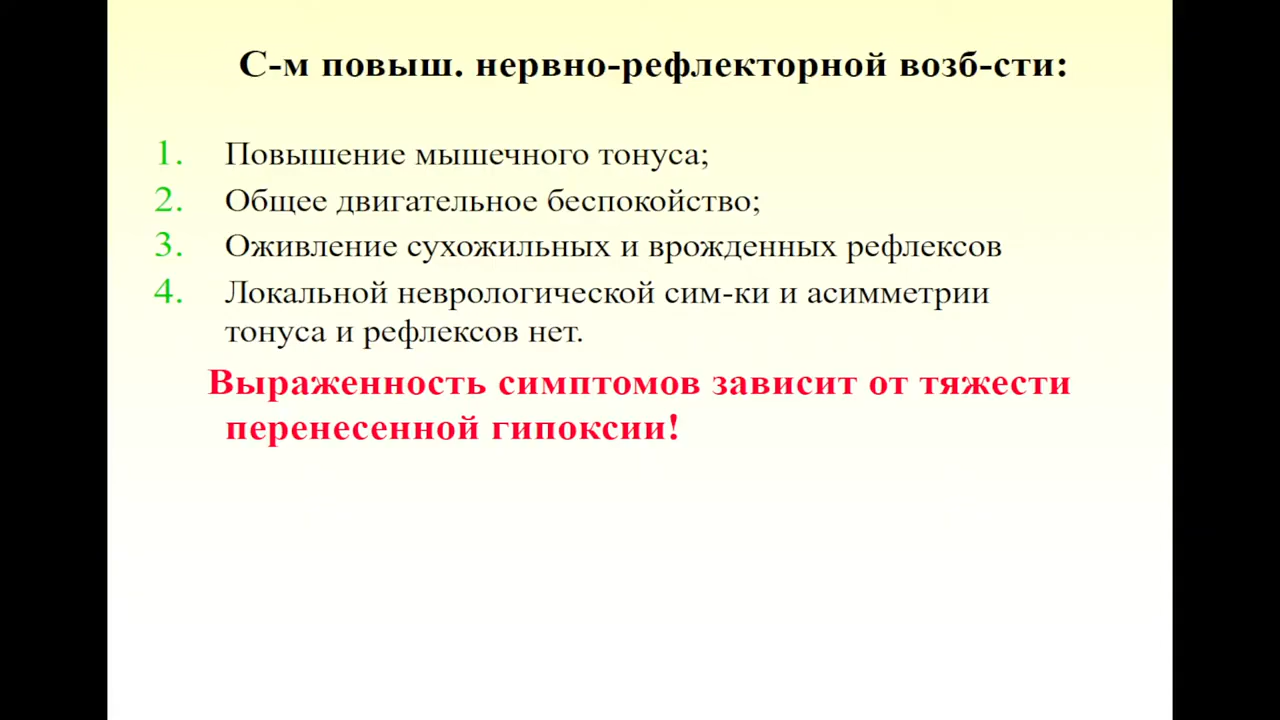 С-м повыш. нервно-рефлекторной возб-сти:
1. Повышение мышечного тонуса;
2. Общее двигательное беспокойство;
3. Оживление сухожильных и врожденных рефлексов
4. Локальной неврологической сим-ки и асимметрии
тонуса и рефлексов нет.
Выраженность симптомов зависит от тяжести
перенесенной гипоксии!